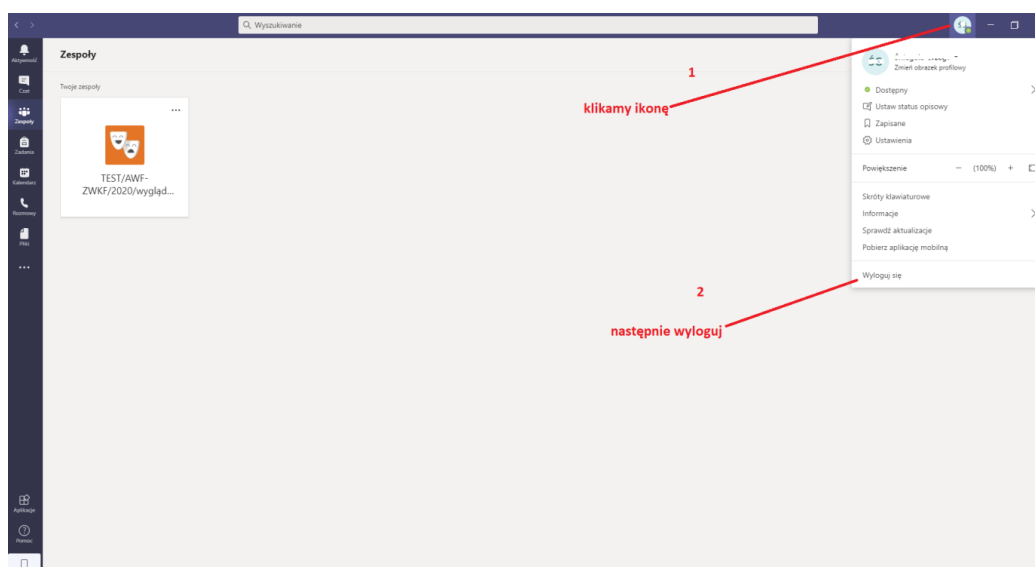 Wyszukiwanie
Aktywność
Czat
Zespoły
Zadania
Kalendarz
Rozmowy
Pliki
Aplikacje
Pomoc
Zespoły
Twoje zespoły
TEST/AWF-
ZWKF/2020/wygląd...
1
klikamy ikonę
2
następnie wyloguj
Zmień obrazek profilowy
Dostępny
Ustaw status opisowy
Zapisane
Ustawienia
Powiększenie − (100%) +
Skróty klawiaturowe
Informacje
Sprawdź aktualizacje
Pobierz aplikację mobilną
Wyloguj się